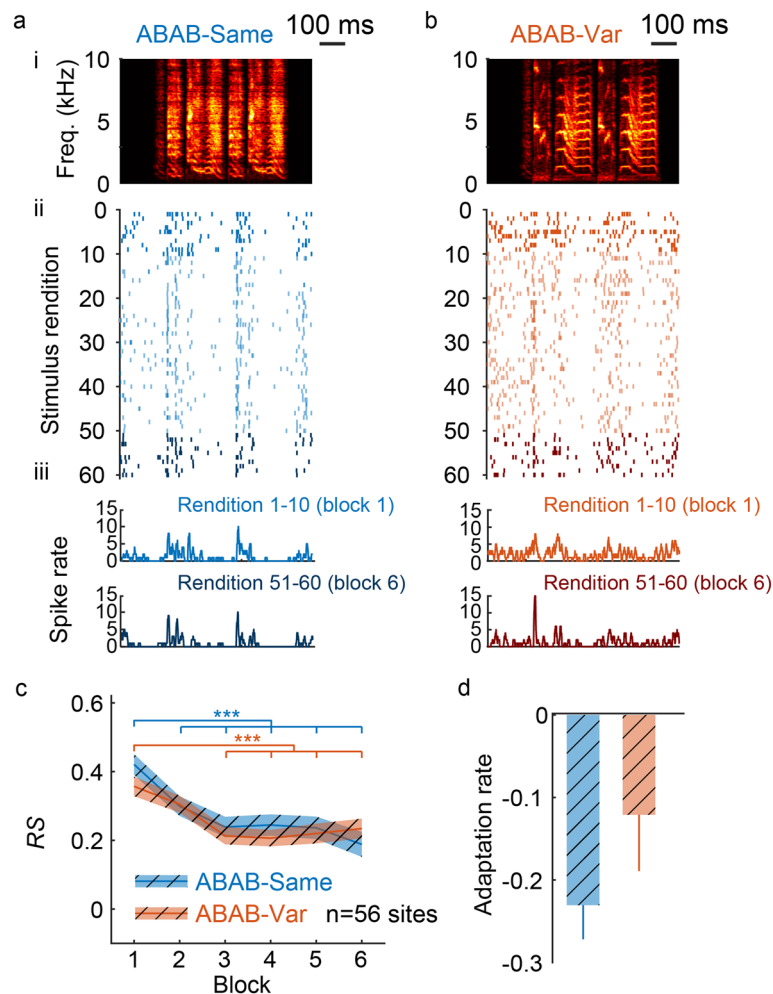 a
ABAB-Same
100 ms
b
ABAB-Var
100 ms
i
Freq. (kHz)
10
5
0
10
5
0
ii
Stimulus rendition
0
10
20
30
40
50
60
0
10
20
30
40
50
60
iii
Spike rate
Rendition 1-10 (block 1)
15
10
5
0
Rendition 51-60 (block 6)
15
10
5
0
Rendition 1-10 (block 1)
15
10
5
0
Rendition 51-60 (block 6)
15
10
5
0
c
RS
0.6
0.4
0.2
0
***
***
ABAB-Same
ABAB-Var n=56 sites
1 2 3 4 5 6
Block
d
Adaptation rate
0
-0.1
-0.2
-0.3